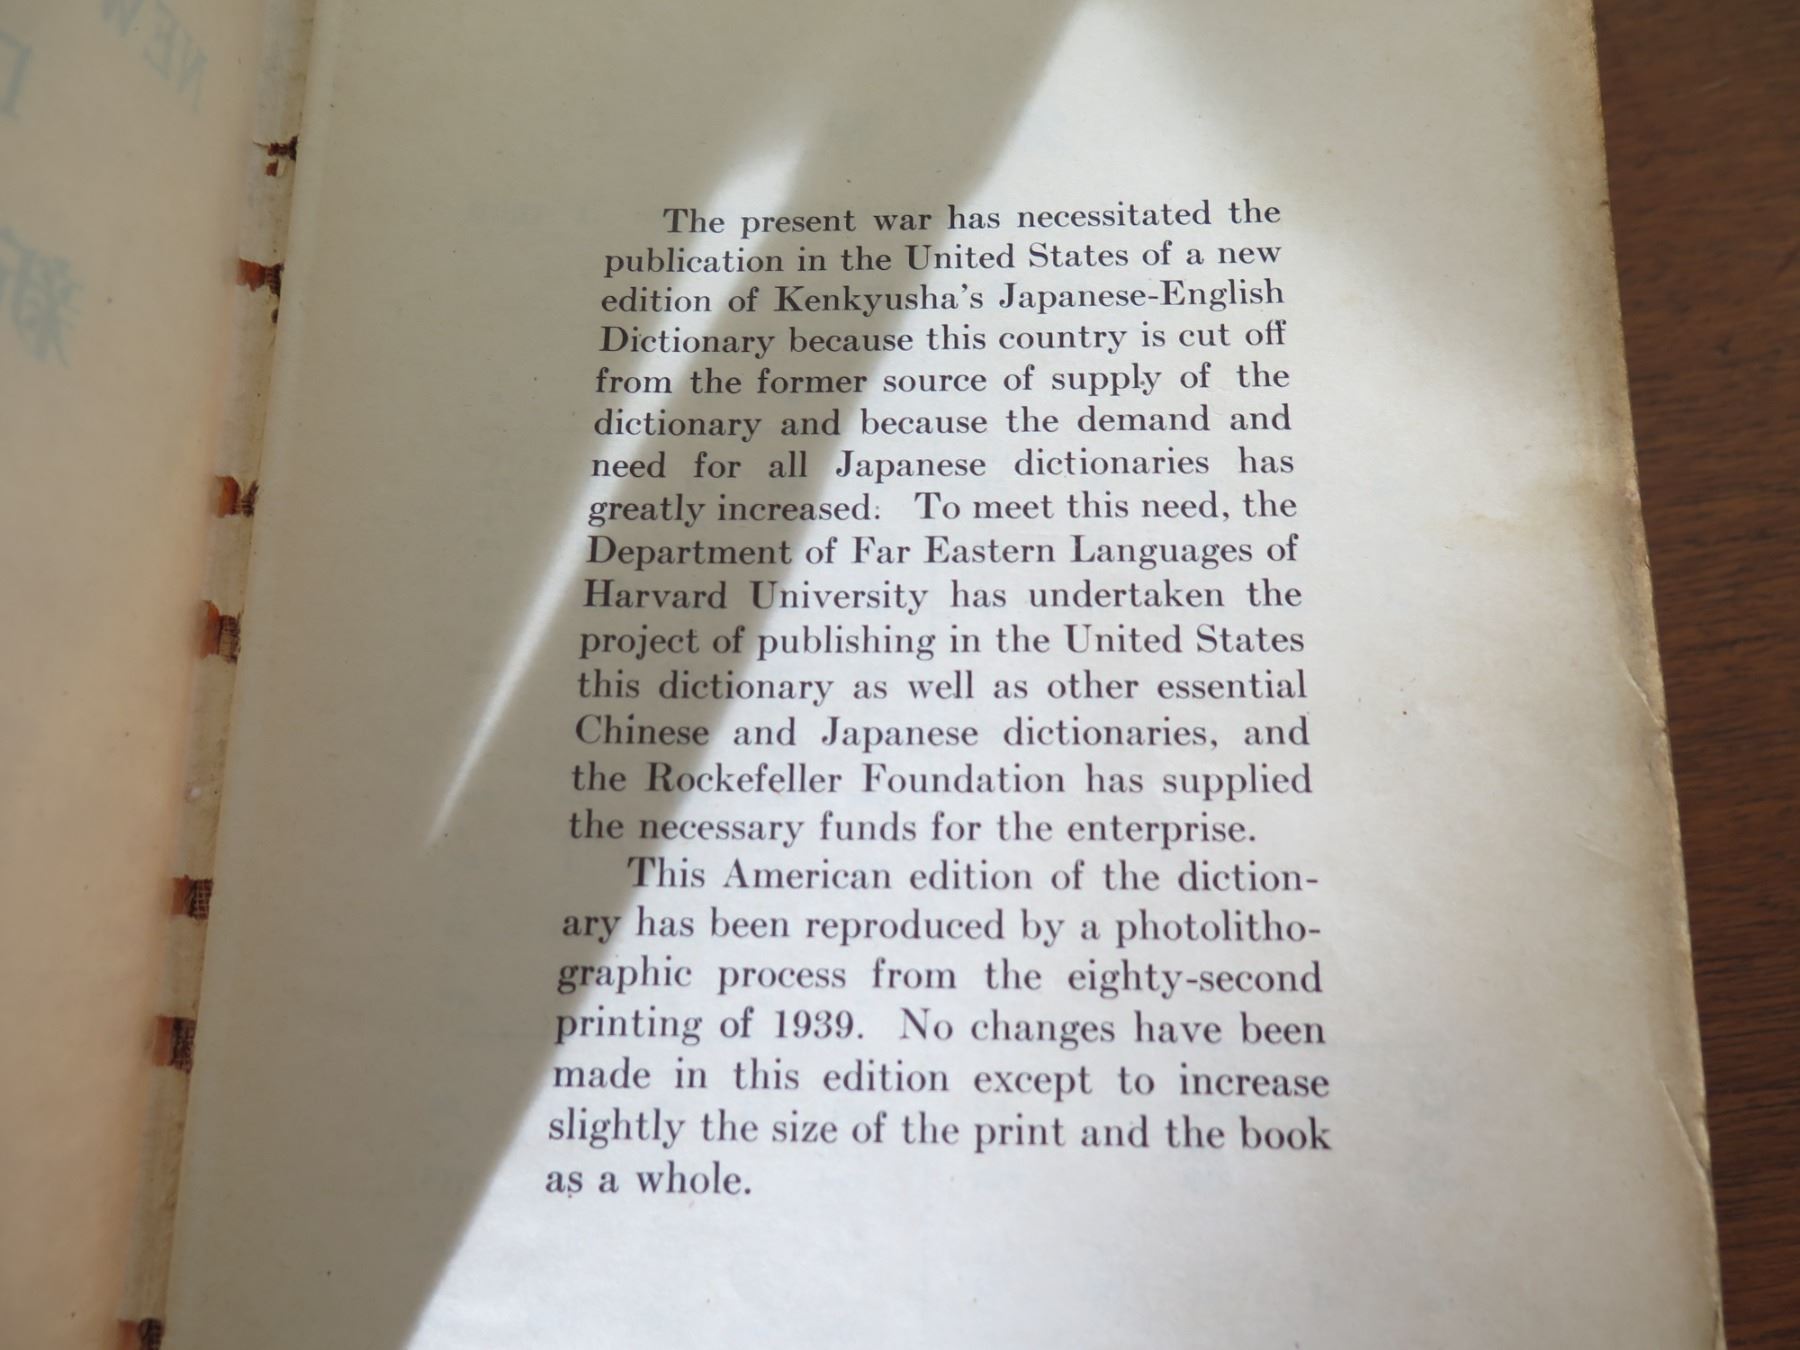 NEW
新
The present war has necessitated the
publication in the United States of a new
edition of Kenkyusha's Japanese-English
Dictionary because this country is cut off
from the former source of supply of the
dictionary and because the demand and
need for all Japanese dictionaries has
greatly increased. To meet this need, the
Department of Far Eastern Languages of
Harvard University has undertaken the
project of publishing in the United States
this dictionary as well as other essential
Chinese and Japanese dictionaries, and
the Rockefeller Foundation has supplied
the necessary funds for the enterprise.
This American edition of the diction-
ary has been reproduced by a photolitho-
graphic process from the eighty-second
printing of 1939. No changes have been
made in this edition except to increase
slightly the size of the print and the book
as a whole.